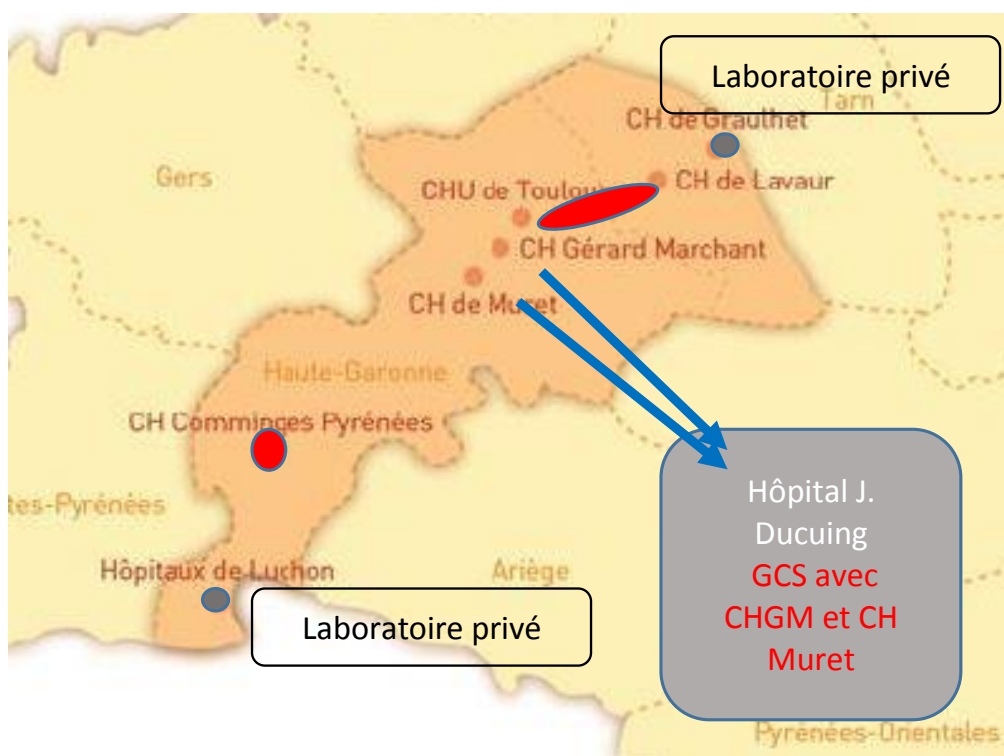 Laboratoire privé
Tarn
CH de Graulhet
Gers
CH de Lavaur
CHU de Toulou
CH Gérard Marchant
CH de Muret
Haute-Garonne
CH Comminges Pyrénées
tes-Pyrénées
Hôpital J.
Ducuing
GCS avec
CHGM et CH
Muret
Hôpitaux de Luchon
Ariège
Laboratoire privé
Pyrénées-Orientales